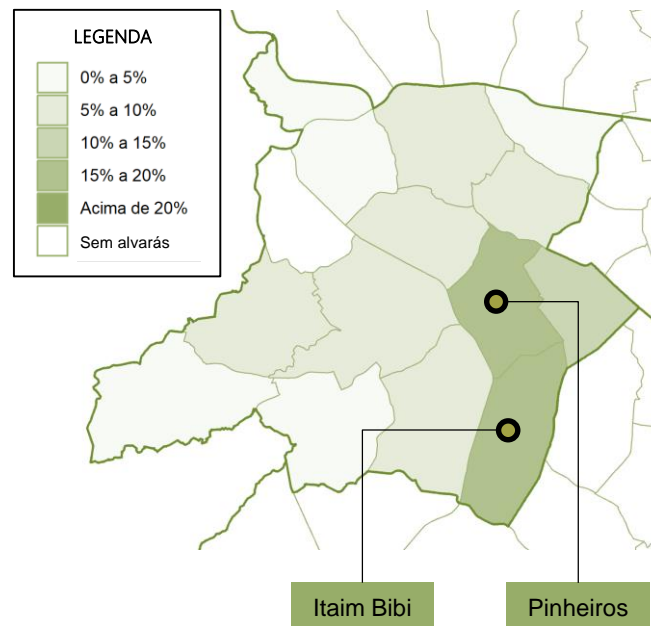 LEGENDA
0% a 5%
5% a 10%
10% a 15%
15% a 20%
Acima de 20%
Sem alvarás
Itaim Bibi
Pinheiros